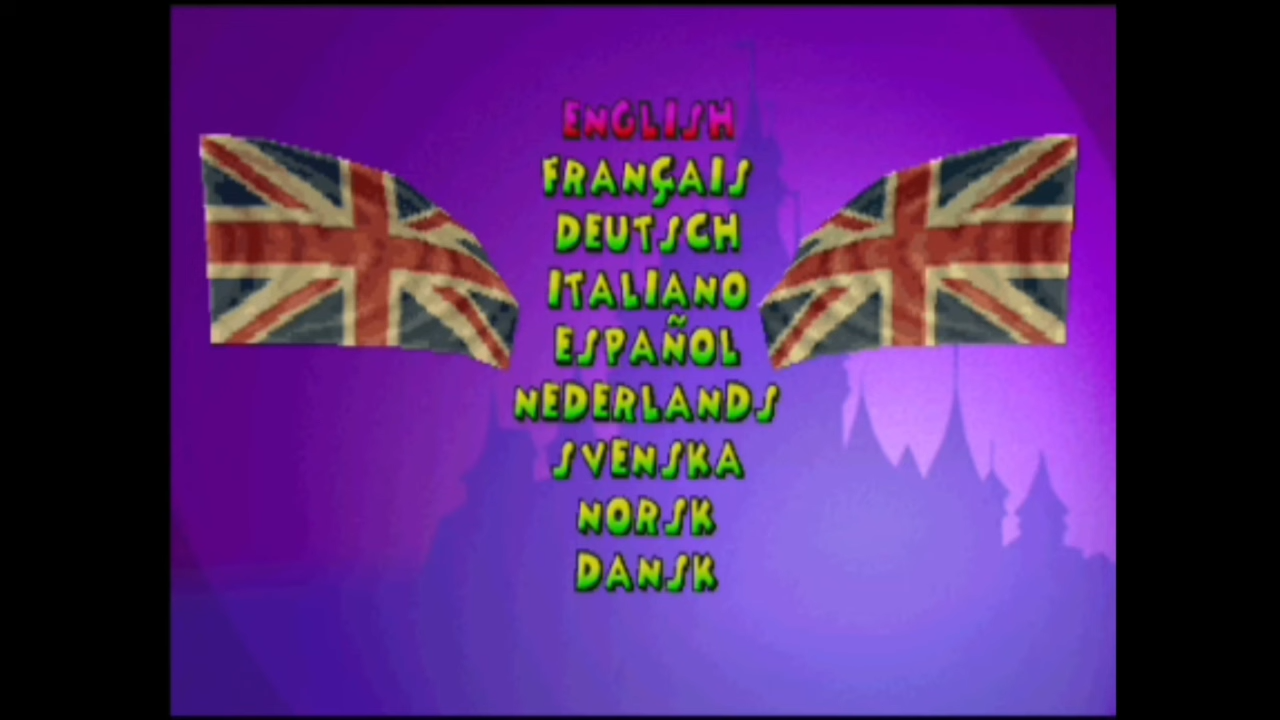 ENGLISH
FRANÇAIS
DEUTSCH
ITALIANO
ESPAÑOL
NEDERLANDS
SVENSKA
NORSK
DANSK